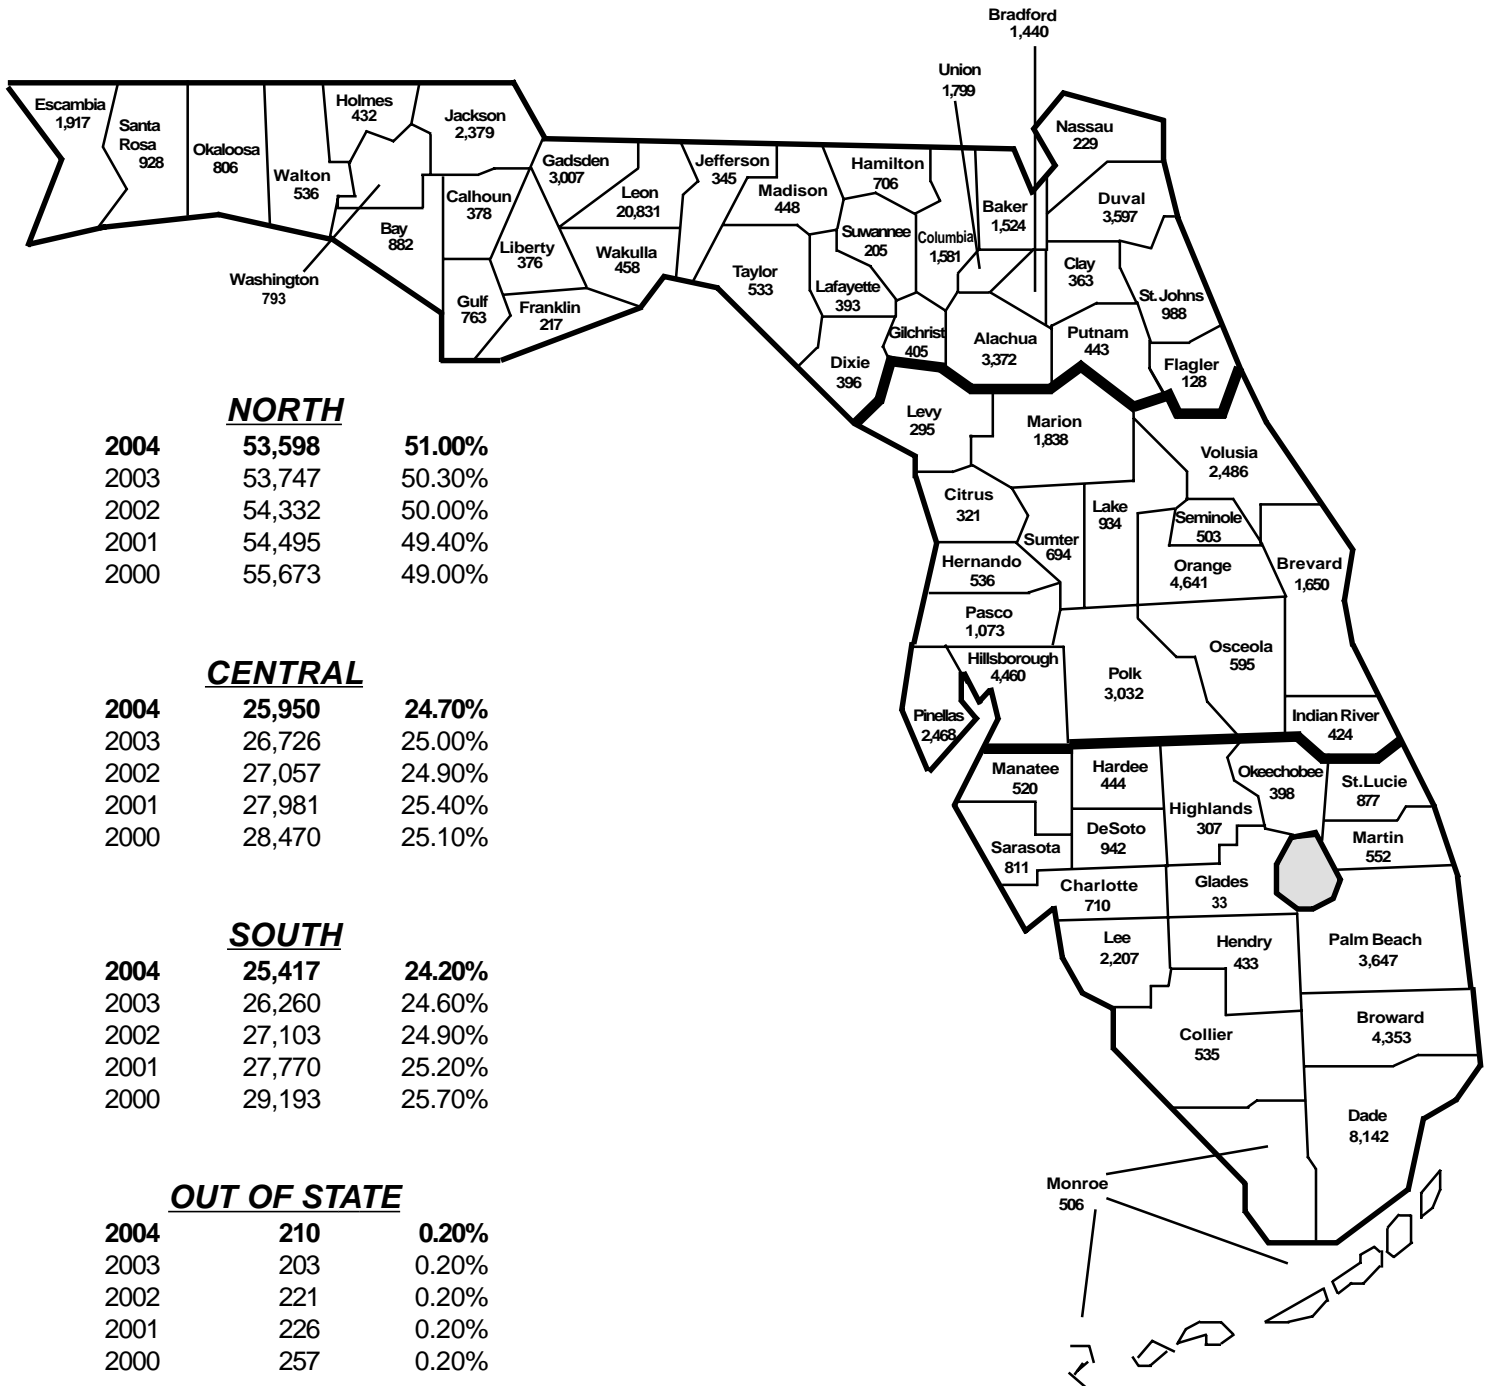 Bradford
1,440
Union
1,799
Escambia
1,917
Santa
Rosa
928
Okaloosa
806
Walton
536
Holmes
432
Jackson
2,379
Washington
793
Bay
882
Calhoun
378
Gulf
763
Liberty
376
Franklin
217
Gadsden
3,007
Leon
20,831
Wakulla
458
Jefferson
345
Madison
448
Taylor
533
Hamilton
706
Suwannee
205
Lafayette
393
Dixie
396
Columbia
1,581
Gilchrist
405
Baker
1,524
Nassau
229
Duval
3,597
Clay
363
St. Johns
988
Alachua
3,372
Putnam
443
Flagler
128
Levy
295
Marion
1,838
Volusia
2,486
Citrus
321
Sumter
694
Lake
934
Seminole
503
Orange
4,641
Brevard
1,650
Hernando
536
Pasco
1,073
Hillsborough
4,460
Pinellas
2,468
Polk
3,032
Osceola
595
Indian River
424
Manatee
520
Hardee
444
Highlands
307
Okeechobee
398
St.Lucie
877
Sarasota
811
DeSoto
942
Martin
552
Charlotte
710
Glades
33
Lee
2,207
Hendry
433
Palm Beach
3,647
Collier
535
Broward
4,353
Dade
8,142
Monroe
506
NORTH
2004 53,598 51.00%
2003 53,747 50.30%
2002 54,332 50.00%
2001 54,495 49.40%
2000 55,673 49.00%
CENTRAL
2004 25,950 24.70%
2003 26,726 25.00%
2002 27,057 24.90%
2001 27,981 25.40%
2000 28,470 25.10%
SOUTH
2004 25,417 24.20%
2003 26,260 24.60%
2002 27,103 24.90%
2001 27,770 25.20%
2000 29,193 25.70%
OUT OF STATE
2004 210 0.20%
2003 203 0.20%
2002 221 0.20%
2001 226 0.20%
2000 257 0.20%